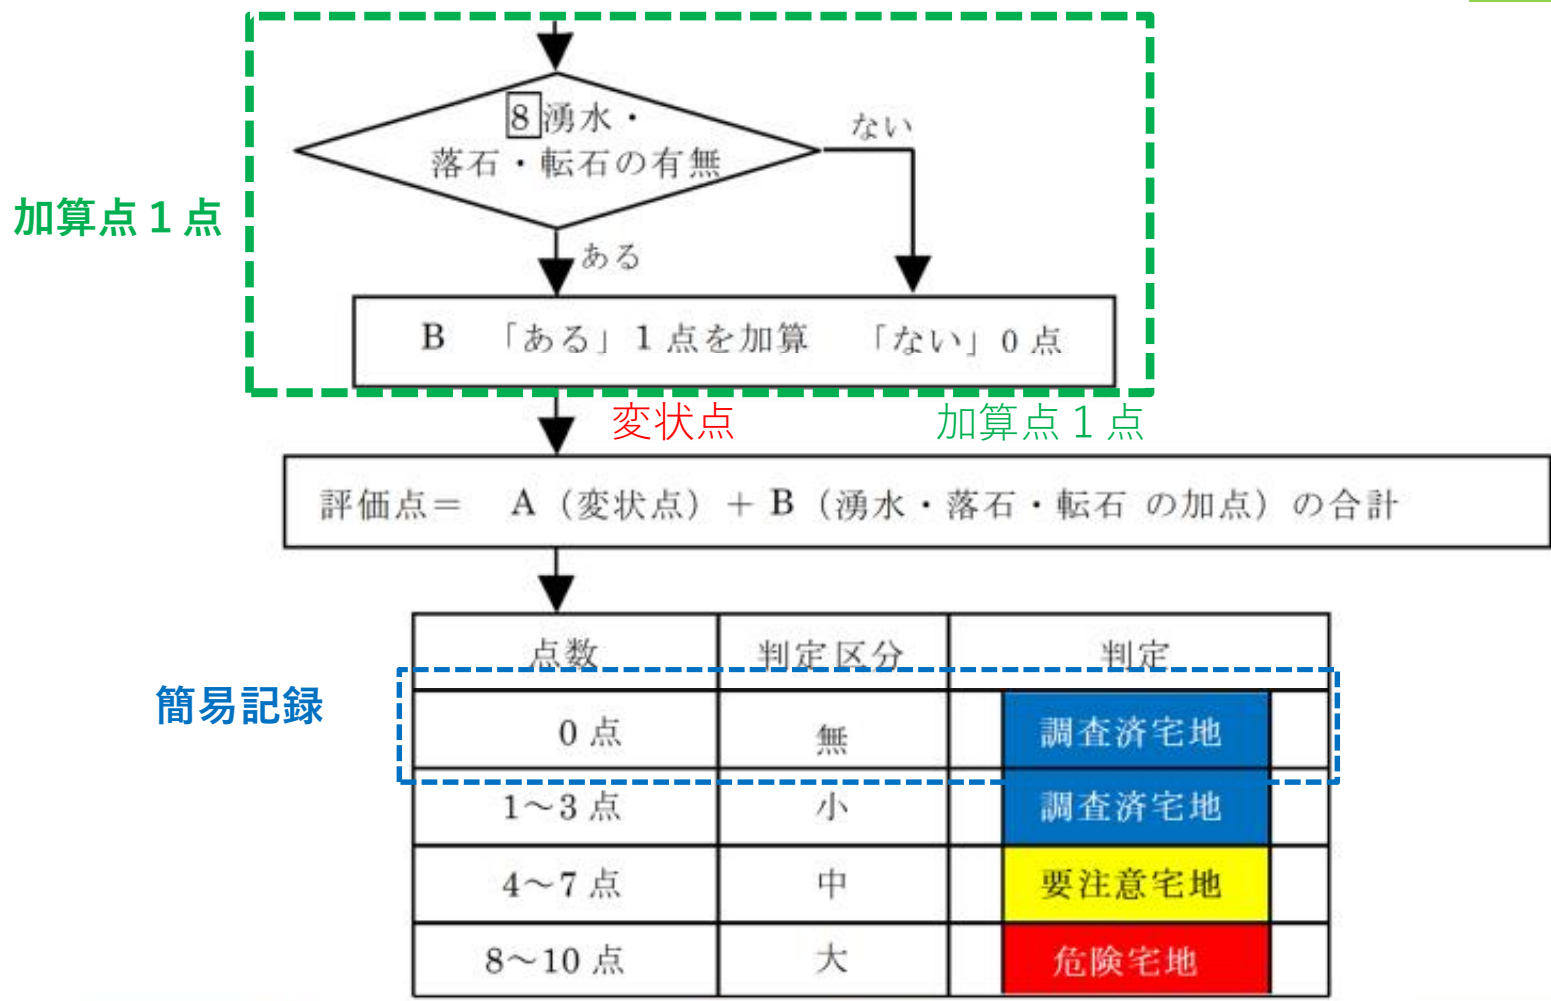 8 湧水・
落石・転石の有無
ない
加算点1点
ある
B 「ある」1点を加算 「ない」0点
変状点
加算点1点
評価点= A(変状点)+B(湧水・落石・転石 の加点)の合計
点数 判定区分 判定
簡易記録
0点 無 調査済宅地
1～3点 小 調査済宅地
4～7点 中 要注意宅地
8～10点 大 危険宅地